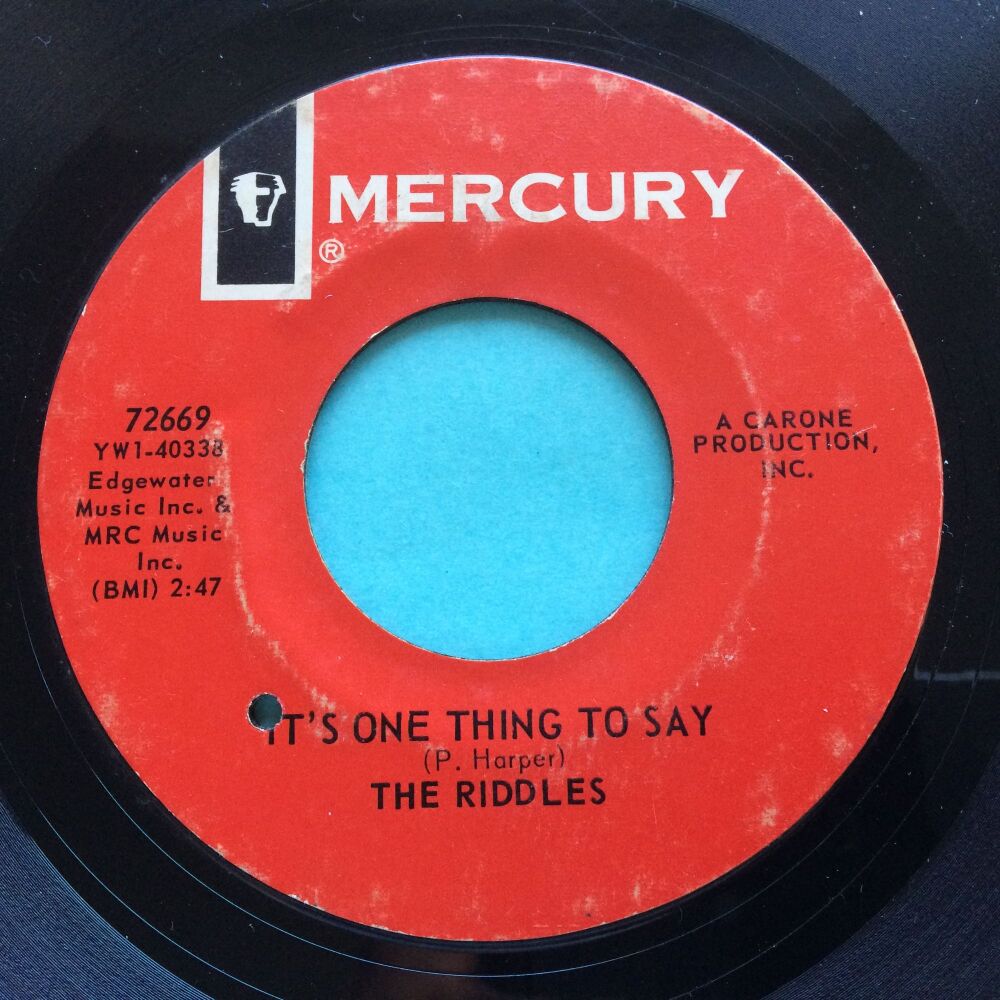 MERCURY
®
72669
YW1-40338
Edgewater
Music Inc. &
MRC Music
Inc.
(BMI) 2:47
A CARONE
PRODUCTION,
INC.
IT'S ONE THING TO SAY
(P. Harper)
THE RIDDLES